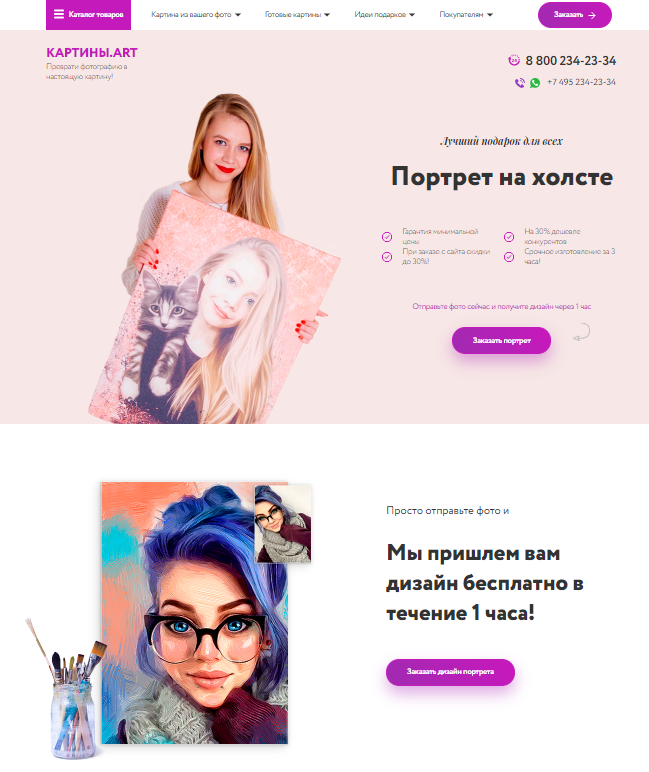 Каталог товаров
Картина из вашего фото
Готовые картины
Идеи подарков
Покупателям
Заказать
КАРТИНЫ.ART
Преврати фотографию в
настоящую картину!
24
8 800 234-23-34
+7 495 234-23-34
Лучший подарок для всех
Портрет на холсте
Гарантия минимальной
цены
На 30% дешевле
конкурентов
При заказе с сайта скидки
до 30%!
Срочное изготовление за 3
часа!
Отправьте фото сейчас и получите дизайн через 1 час
Заказать портрет
Просто отправьте фото и
Мы пришлем вам
дизайн бесплатно в
течение 1 часа!
Заказать дизайн портрета